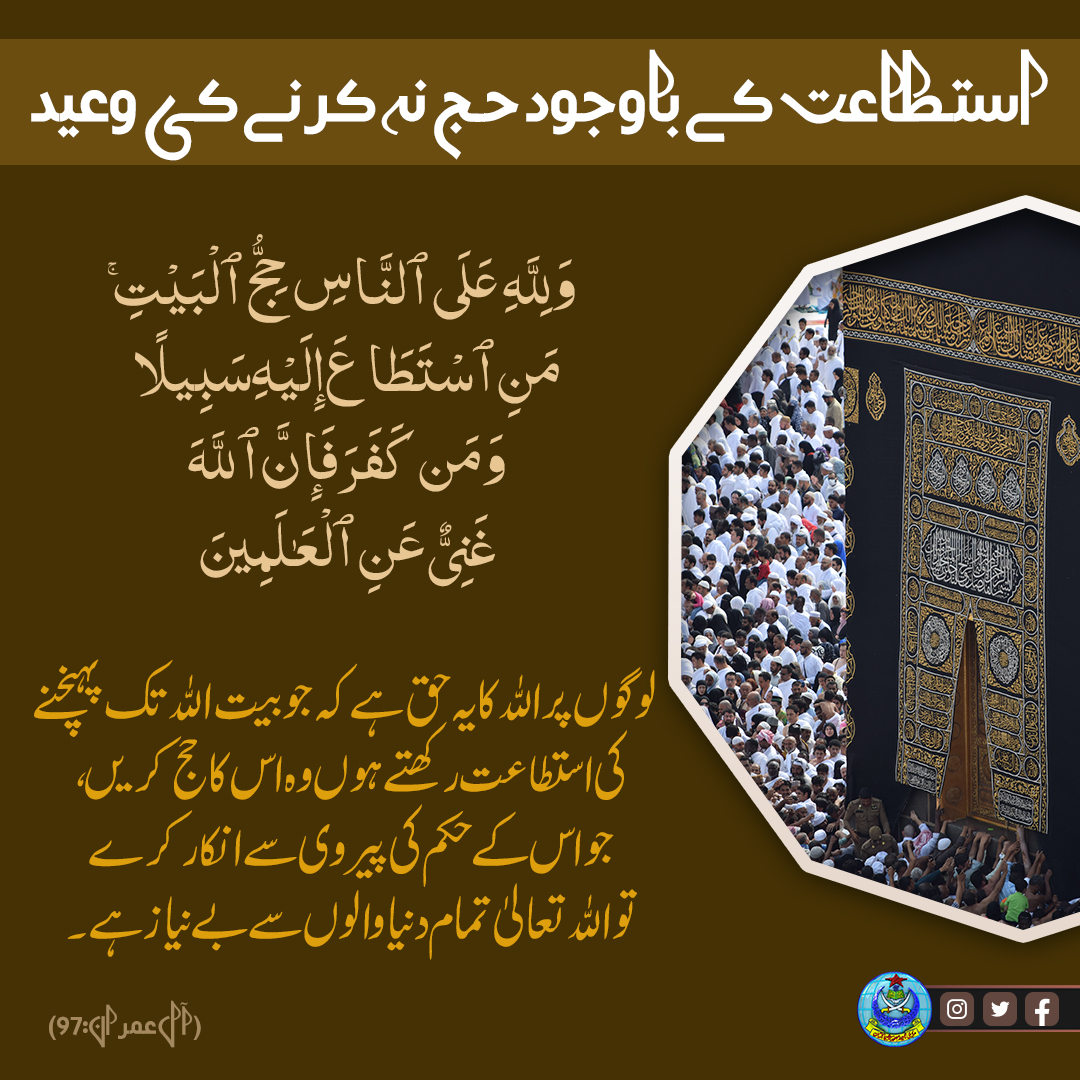 استطاعت کے باوجود حج نہ کرنے کی وعید
وَلِلَّهِ عَلَى ٱلنَّاسِ حِجُّ ٱلْبَيْتِ ۚ
مَنِ ٱسْتَطَاعَ إِلَيْهِ سَبِيلًا
وَمَن كَفَرَ فَإِنَّ ٱللَّهَ
غَنِىٌّ عَنِ ٱلْعَـٰلَمِينَ
لوگوں پر اللہ کا یہ حق ہے کہ جو بیت اللہ تک پہنچنے
کی استطاعت رکھتے ہوں وہ اس کا حج کریں،
جو اس کے حکم کی پیروی سے انکار کرے
تو اللہ تعالیٰ تمام دنیا والوں سے بے نیاز ہے۔
(آل عمران:97)